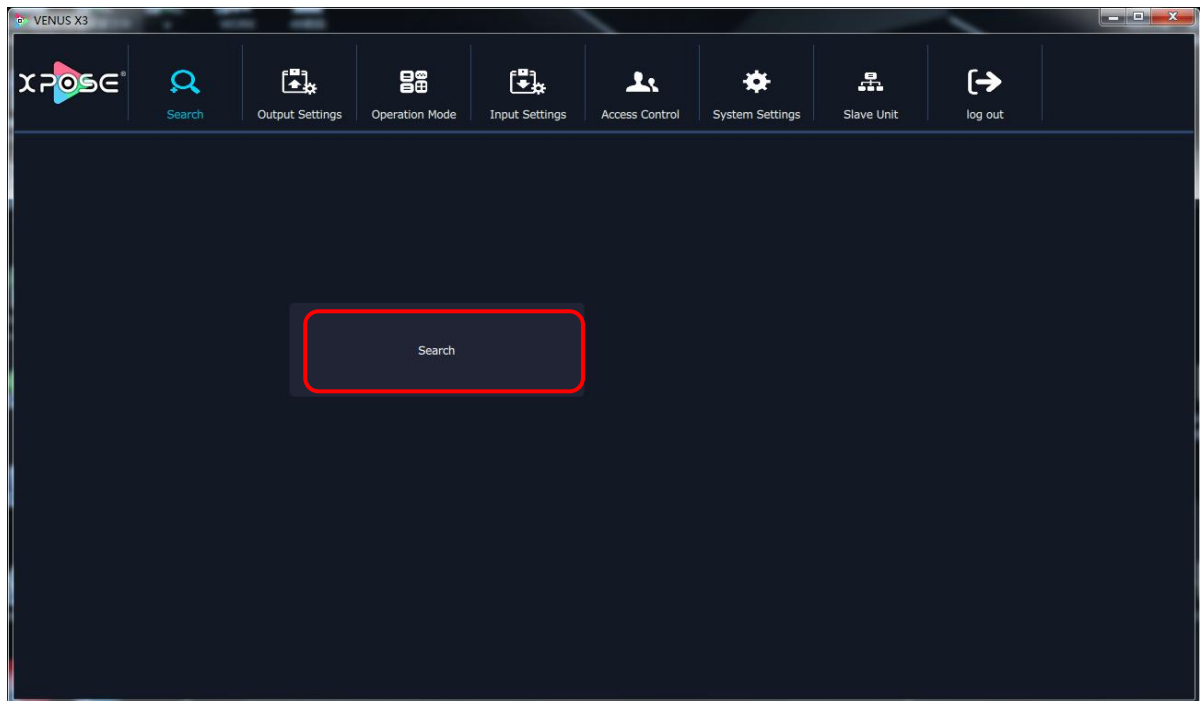 VENUS X3
XPOSE®
Search
Output Settings
Operation Mode
Input Settings
Access Control
System Settings
Slave Unit
log out
Search